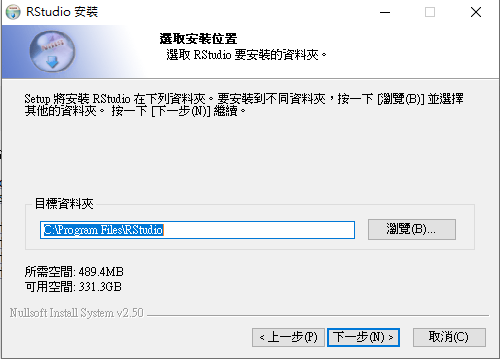 RStudio 安裝
選取安裝位置
選取 RStudio 要安裝的資料夾。
Setup 將安裝 RStudio 在下列資料夾。要安裝到不同資料夾，按一下 [瀏覽(B)] 並選擇
其他的資料夾。 按一下 [下一步(N)] 繼續。
目標資料夾
C:\Program Files\RStudio
瀏覽(B)...
所需空間: 489.4MB
可用空間: 331.3GB
Nullsoft Install System v2.50
< 上一步(P)
下一步(N) >
取消(C)